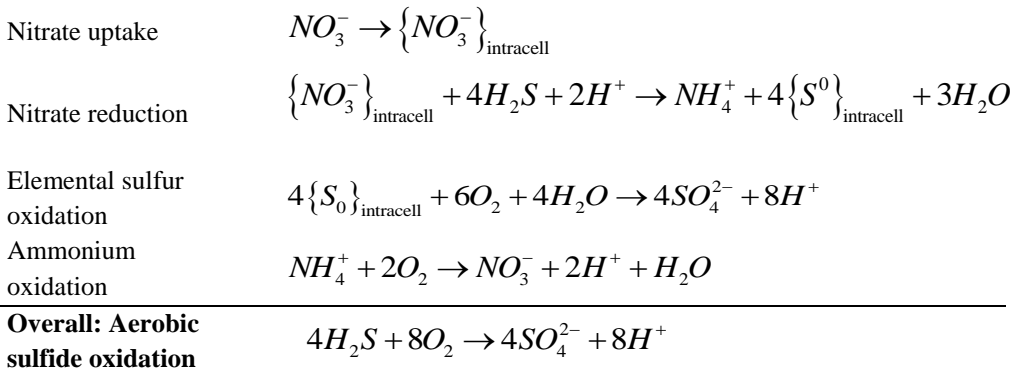 Nitrate uptake NO₃⁻ → {NO₃⁻}intracell
Nitrate reduction {NO₃⁻}intracell + 4H₂S + 2H⁺ → NH₄⁺ + 4{S⁰}intracell + 3H₂O
Elemental sulfur
oxidation 4{S₀}intracell + 6O₂ + 4H₂O → 4SO₄²⁻ + 8H⁺
Ammonium
oxidation NH₄⁺ + 2O₂ → NO₃⁻ + 2H⁺ + H₂O
Overall: Aerobic
sulfide oxidation 4H₂S + 8O₂ → 4SO₄²⁻ + 8H⁺